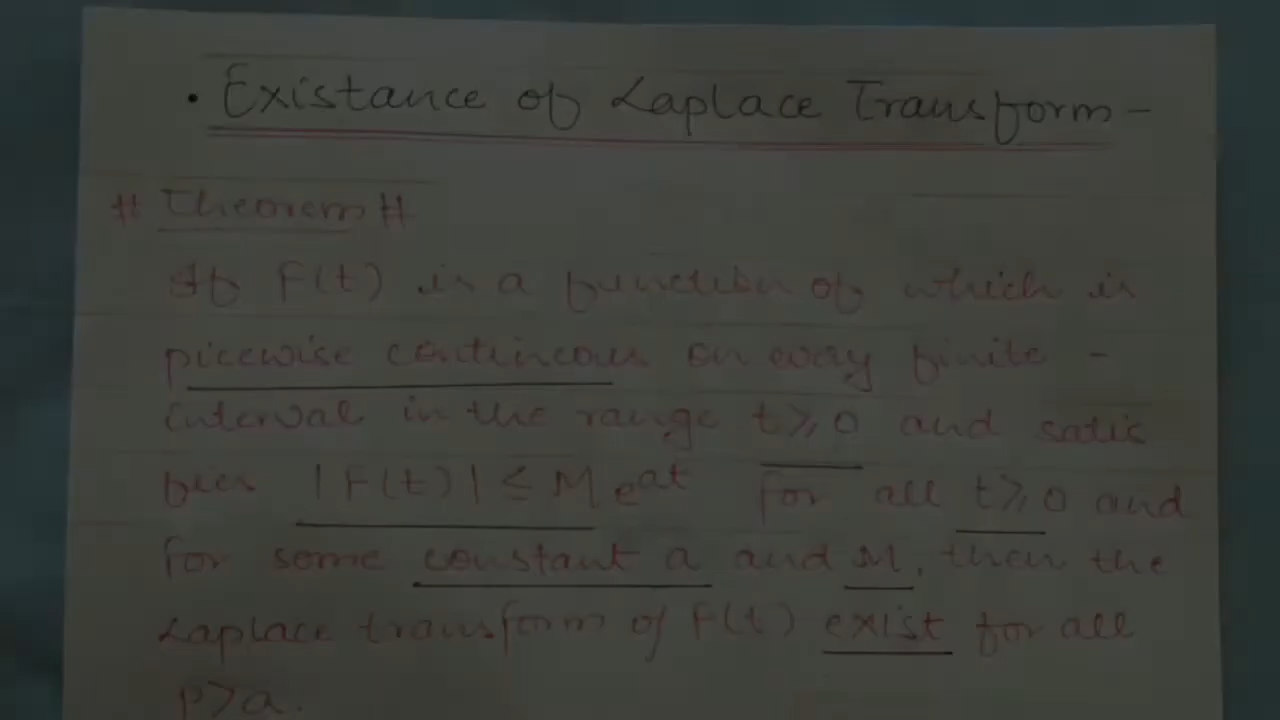 . Existance of Laplace Transform -
# Theorem #
If F(t) is a function of which is
piecewise continuous on every finite -
interval in the range t ≥ 0 and satis
fies |F(t)| ≤ M e^at for all t ≥ 0 and
for some constant a and M, then the
Laplace transform of F(t) exist for all
p>a.